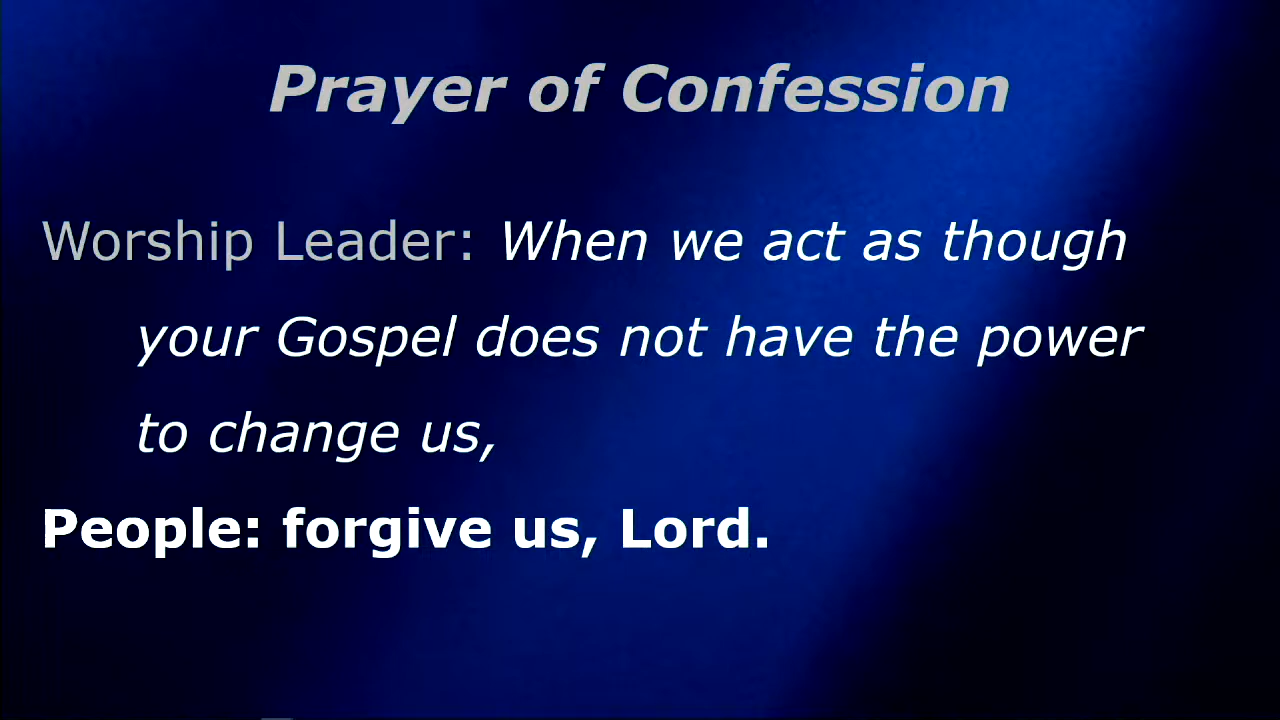 Prayer of Confession
Worship Leader: When we act as though
your Gospel does not have the power
to change us,
People: forgive us, Lord.